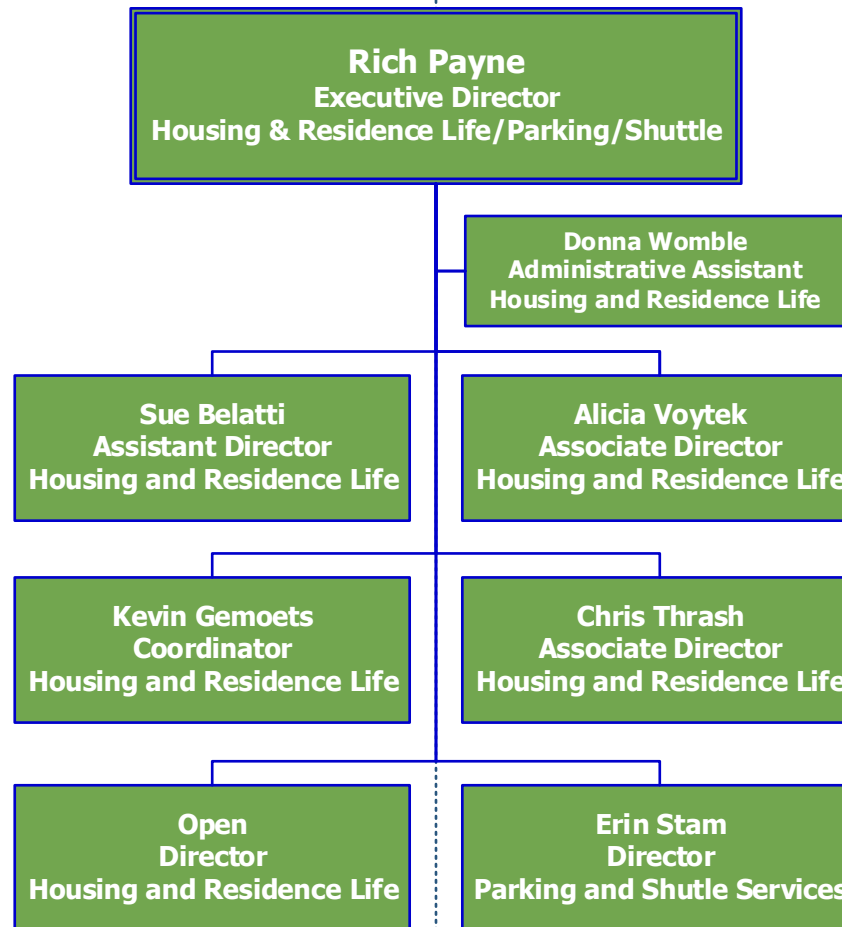 Rich Payne
Executive Director
Housing & Residence Life/Parking/Shuttle
Donna Womble
Administrative Assistant
Housing and Residence Life
Sue Belatti
Assistant Director
Housing and Residence Life
Alicia Voytek
Associate Director
Housing and Residence Life
Kevin Gemoets
Coordinator
Housing and Residence Life
Chris Thrash
Associate Director
Housing and Residence Life
Open
Director
Housing and Residence Life
Erin Stam
Director
Parking and Shutle Services